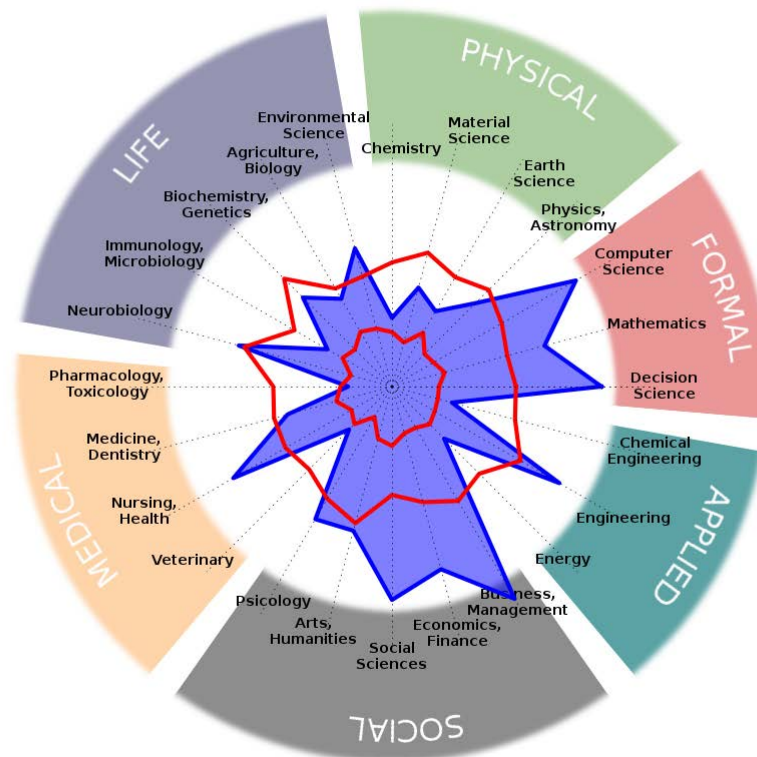 PHYSICAL
LIFE
FORMAL
APPLIED
SOCIAL
MEDICAL
Chemistry
Material
Science
Earth
Science
Physics,
Astronomy
Computer
Science
Mathematics
Decision
Science
Chemical
Engineering
Engineering
Energy
Business,
Management
Economics,
Finance
Social
Sciences
Arts,
Humanities
Psicology
Veterinary
Nursing,
Health
Medicine,
Dentistry
Pharmacology,
Toxicology
Neurobiology
Immunology,
Microbiology
Biochemistry,
Genetics
Agriculture,
Biology
Environmental
Science